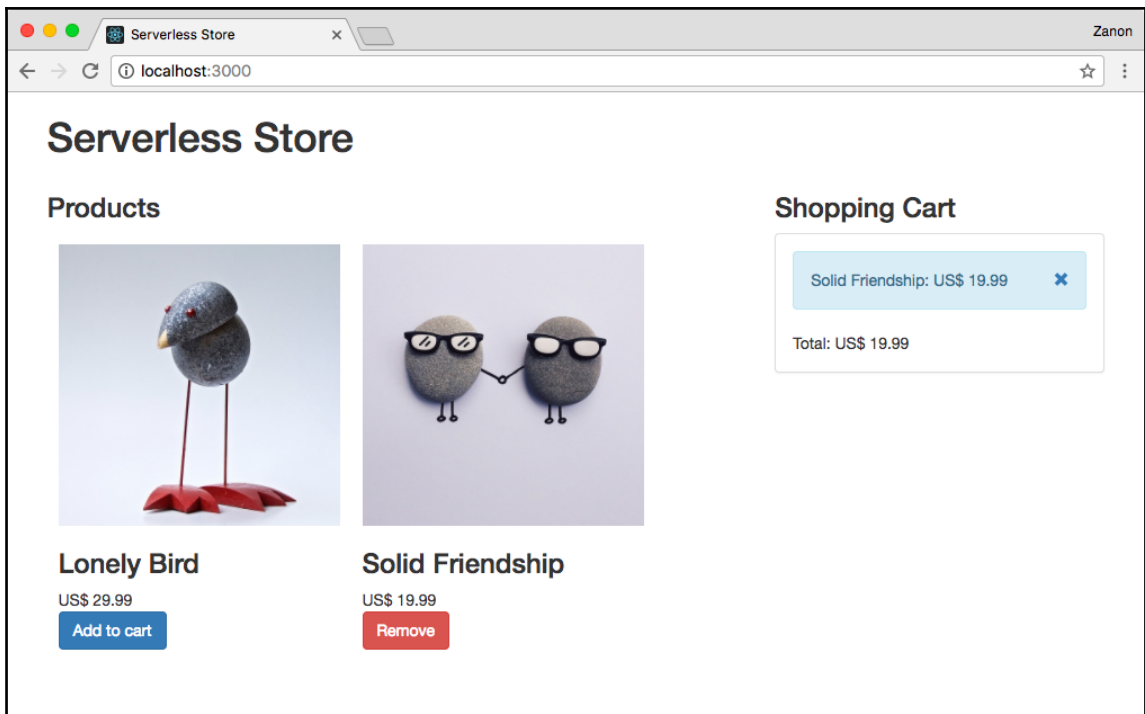 Serverless Store
Zanon
localhost:3000
Serverless Store
Products
Lonely Bird
US$ 29.99
Add to cart
Solid Friendship
US$ 19.99
Remove
Shopping Cart
Solid Friendship: US$ 19.99
Total: US$ 19.99